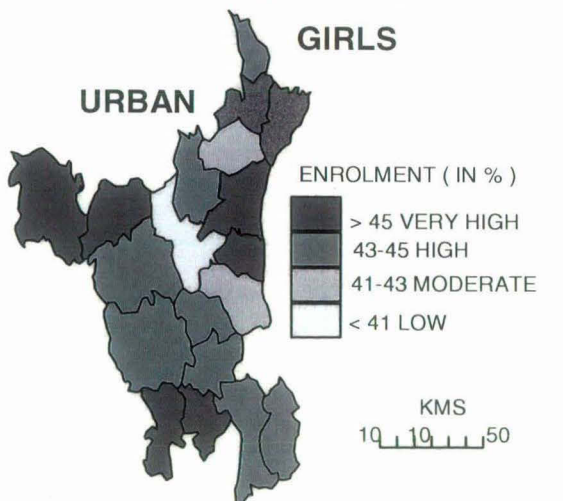 GIRLS
URBAN
ENROLMENT ( IN % )
> 45 VERY HIGH
43-45 HIGH
41-43 MODERATE
< 41 LOW
KMS
10 10 50